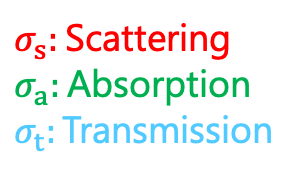 σs: Scattering
σa: Absorption
σt: Transmission